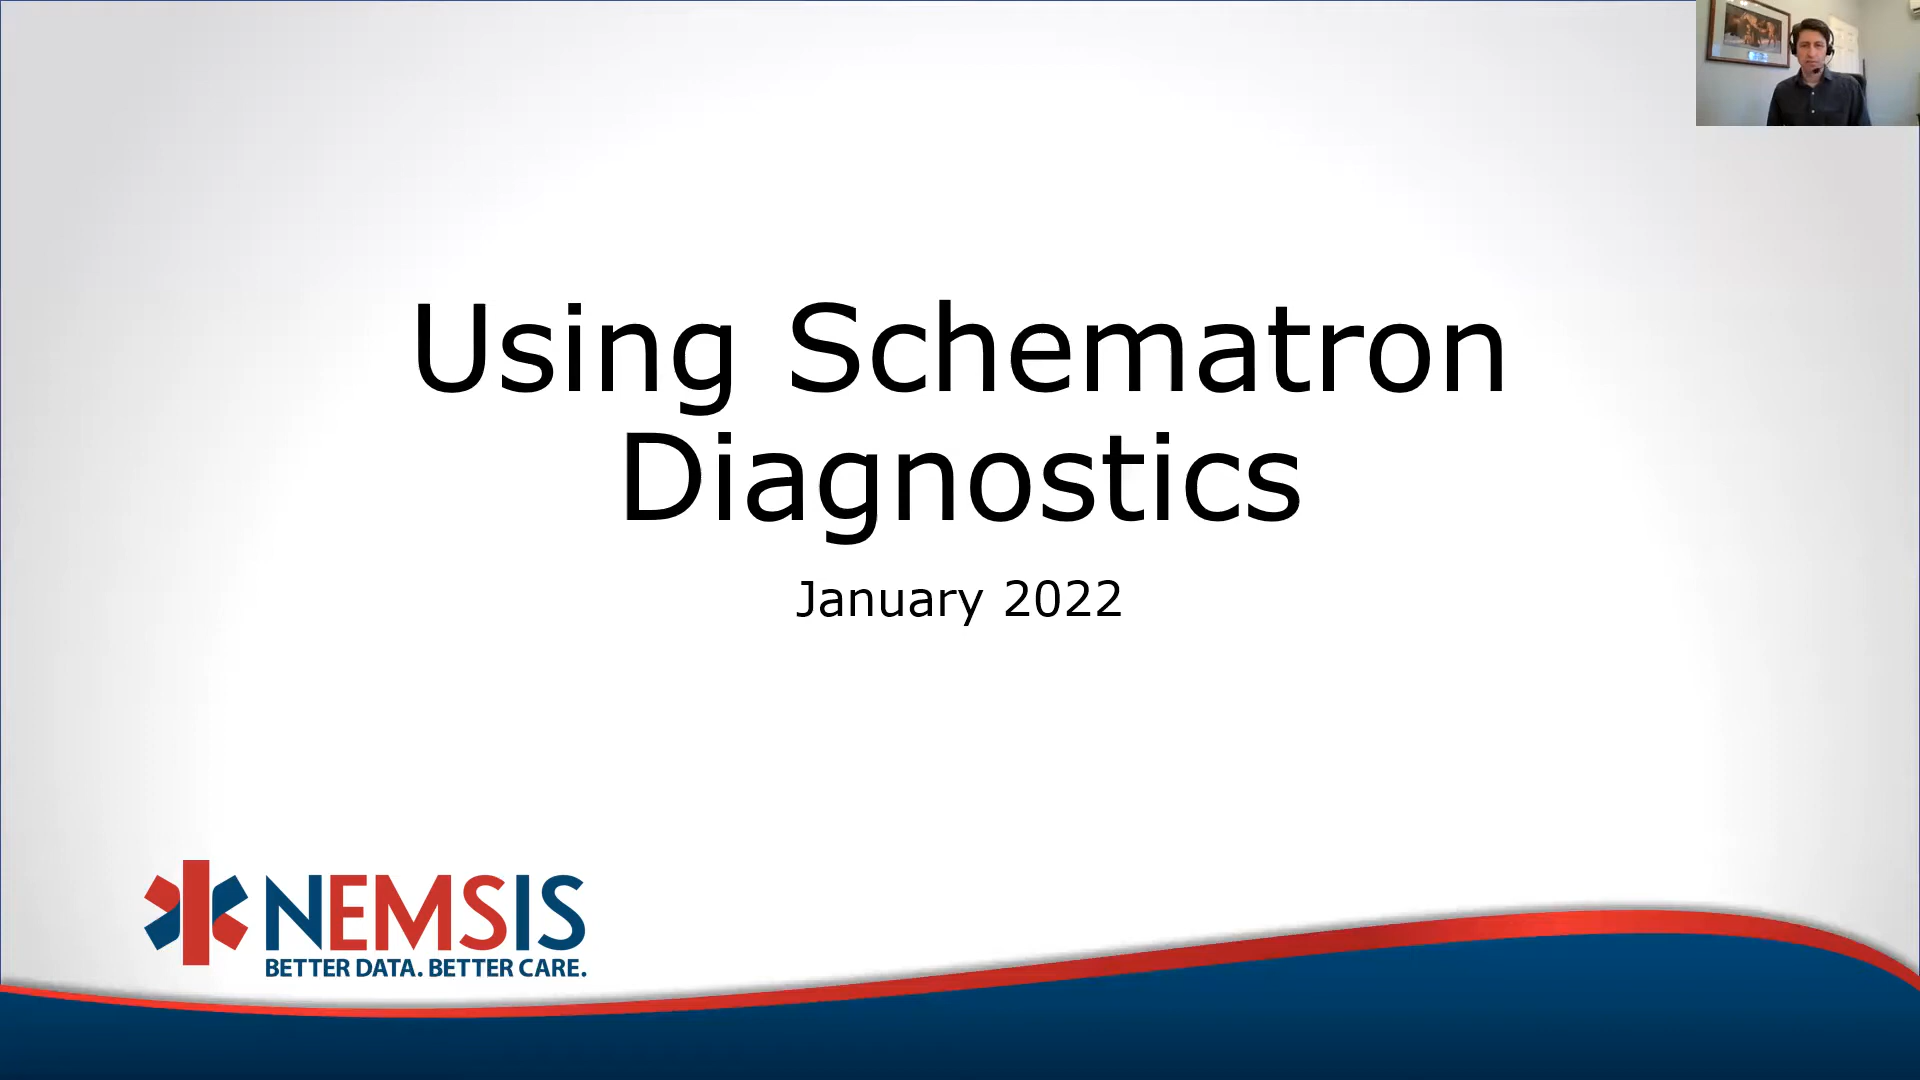 Using Schematron
Diagnostics
January 2022
NEMSIS
BETTER DATA. BETTER CARE.